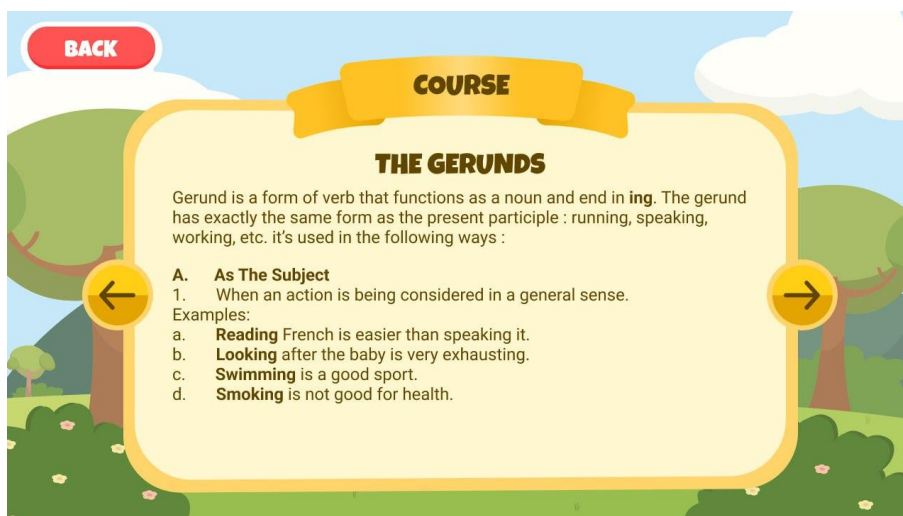 BACK
COURSE
THE GERUNDS
Gerund is a form of verb that functions as a noun and end in ing. The gerund
has exactly the same form as the present participle : running, speaking,
working, etc. it's used in the following ways :
A. As The Subject
1. When an action is being considered in a general sense.
Examples:
a. Reading French is easier than speaking it.
b. Looking after the baby is very exhausting.
c. Swimming is a good sport.
d. Smoking is not good for health.